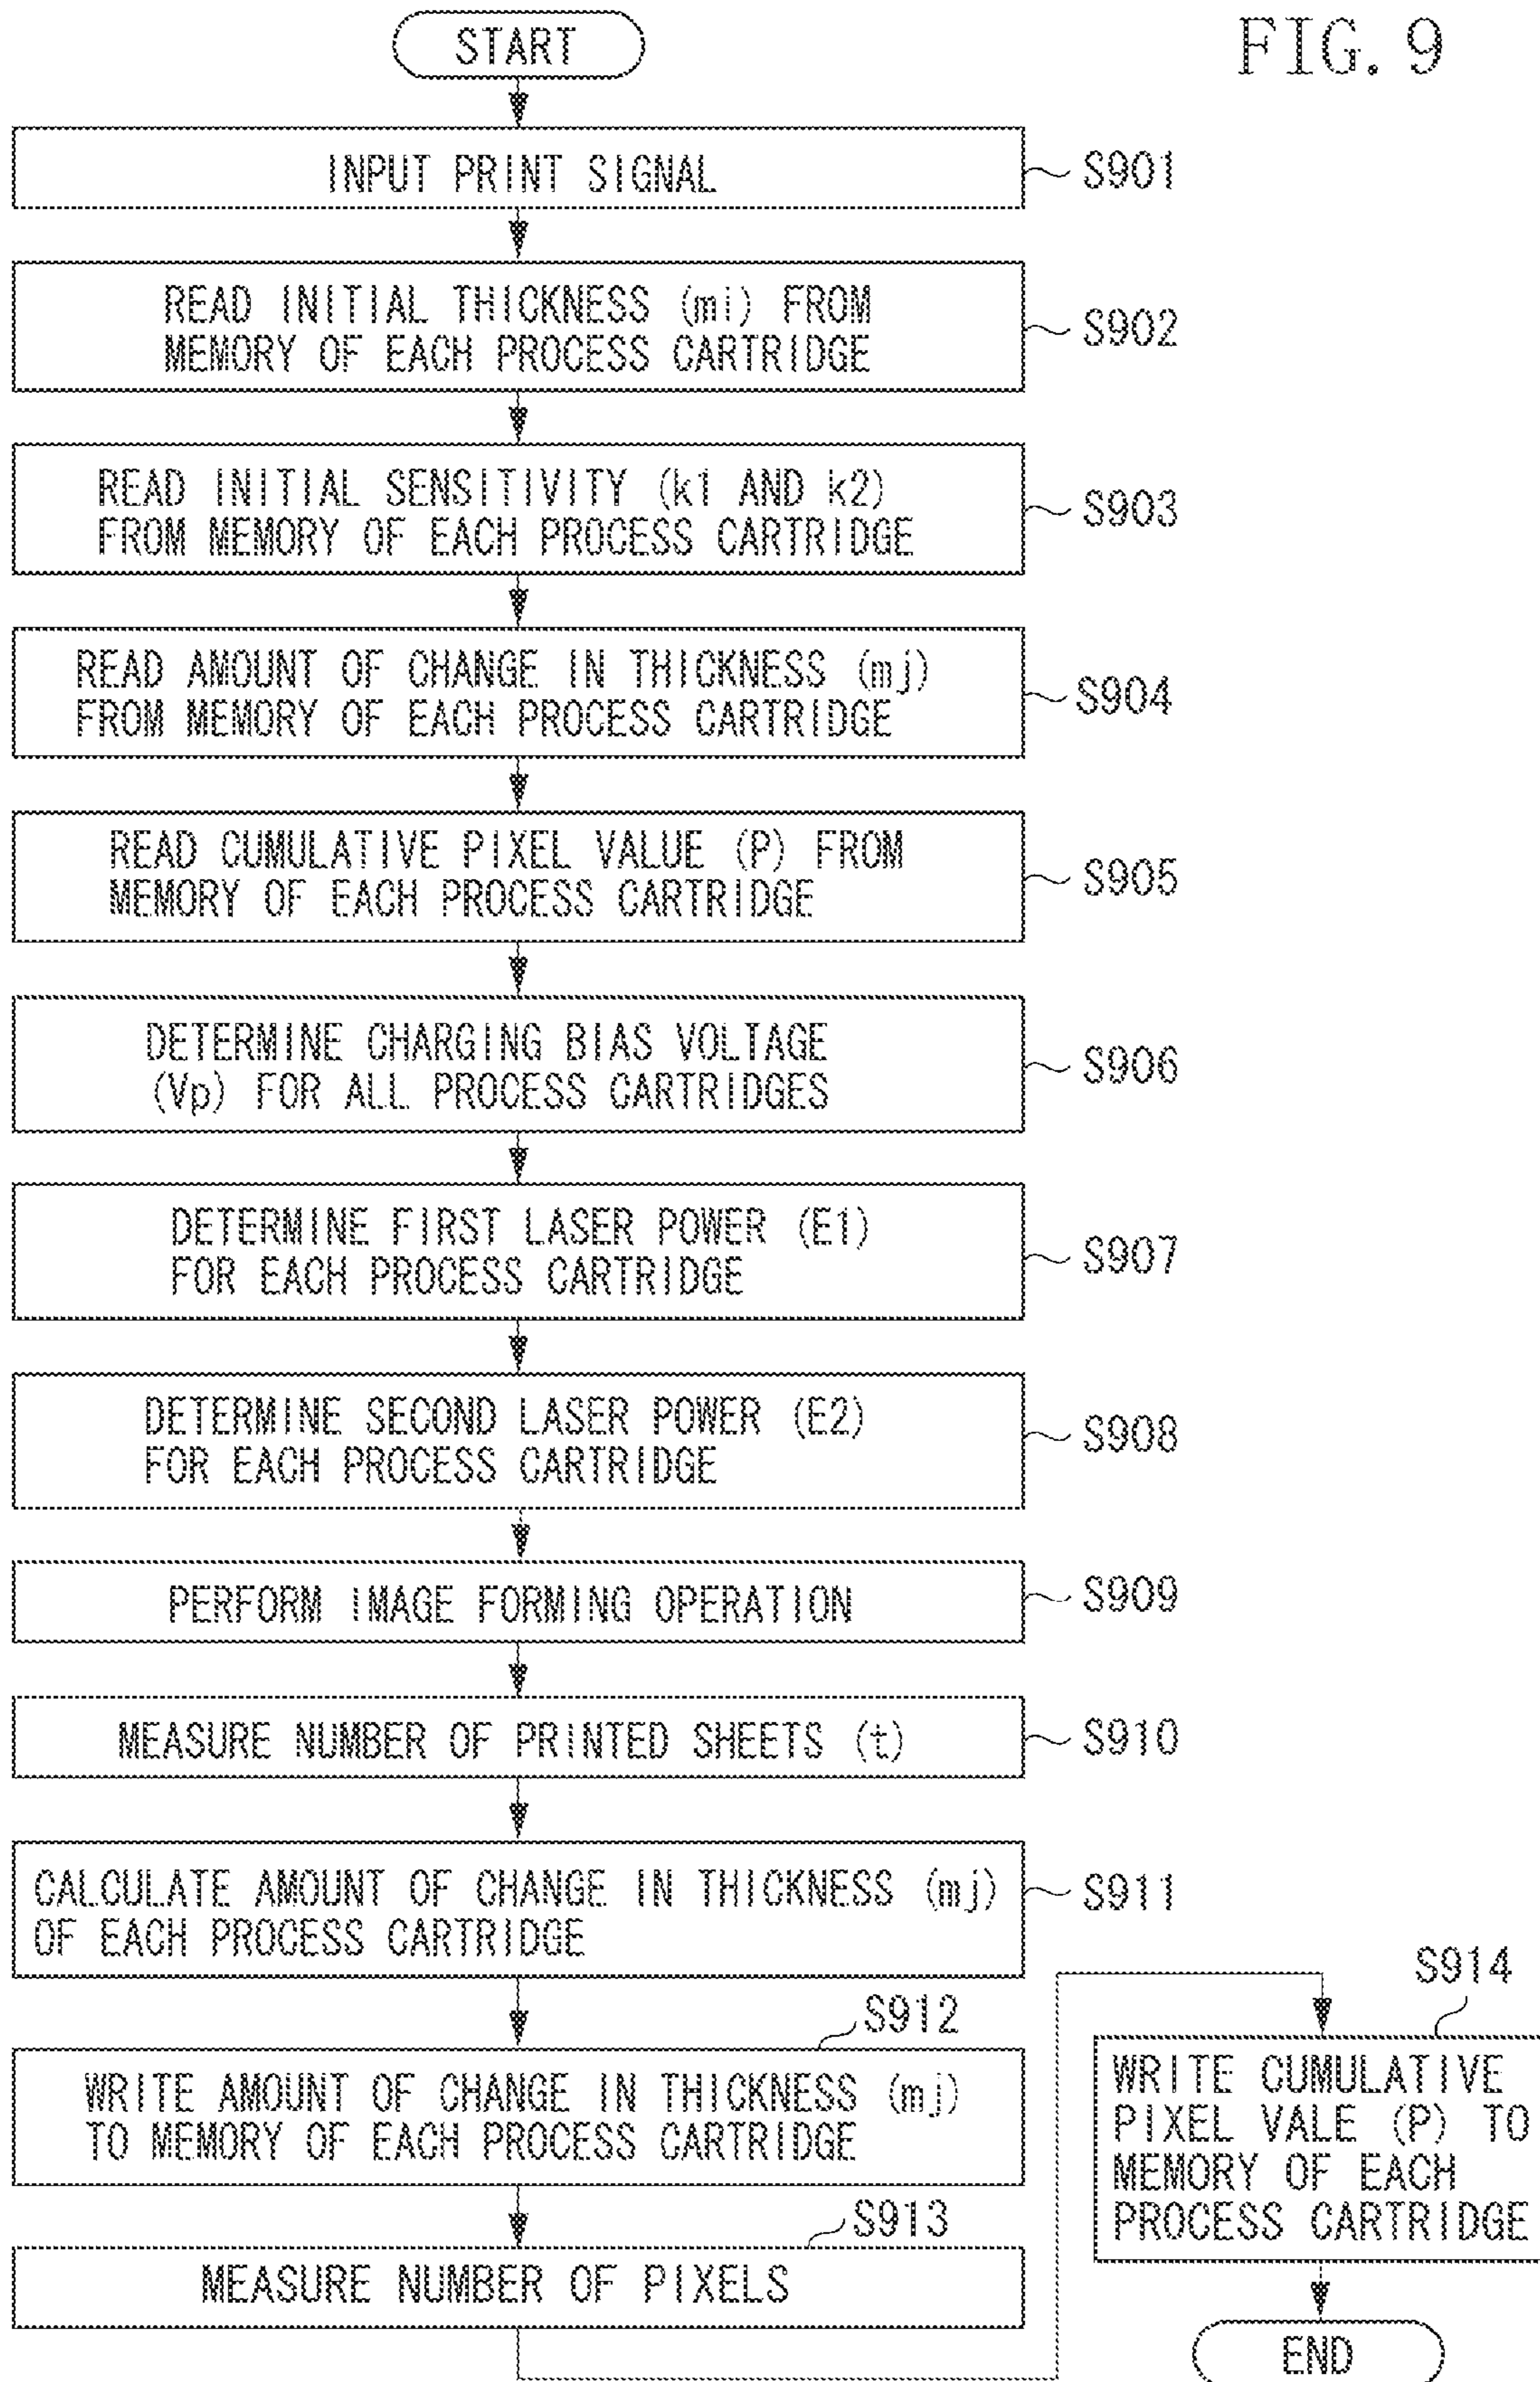 FIG. 9
START
INPUT PRINT SIGNAL
S901
READ INITIAL THICKNESS (mi) FROM
MEMORY OF EACH PROCESS CARTRIDGE
S902
READ INITIAL SENSITIVITY (k1 AND k2)
FROM MEMORY OF EACH PROCESS CARTRIDGE
S903
READ AMOUNT OF CHANGE IN THICKNESS (mj)
FROM MEMORY OF EACH PROCESS CARTRIDGE
S904
READ CUMULATIVE PIXEL VALUE (P) FROM
MEMORY OF EACH PROCESS CARTRIDGE
S905
DETERMINE CHARGING BIAS VOLTAGE
(Vp) FOR ALL PROCESS CARTRIDGES
S906
DETERMINE FIRST LASER POWER (E1)
FOR EACH PROCESS CARTRIDGE
S907
DETERMINE SECOND LASER POWER (E2)
FOR EACH PROCESS CARTRIDGE
S908
PERFORM IMAGE FORMING OPERATION
S909
MEASURE NUMBER OF PRINTED SHEETS (t)
S910
CALCULATE AMOUNT OF CHANGE IN THICKNESS (mj)
OF EACH PROCESS CARTRIDGE
S911
S912
WRITE AMOUNT OF CHANGE IN THICKNESS (mj)
TO MEMORY OF EACH PROCESS CARTRIDGE
S913
MEASURE NUMBER OF PIXELS
S914
WRITE CUMULATIVE
PIXEL VALE (P) TO
MEMORY OF EACH
PROCESS CARTRIDGE
END